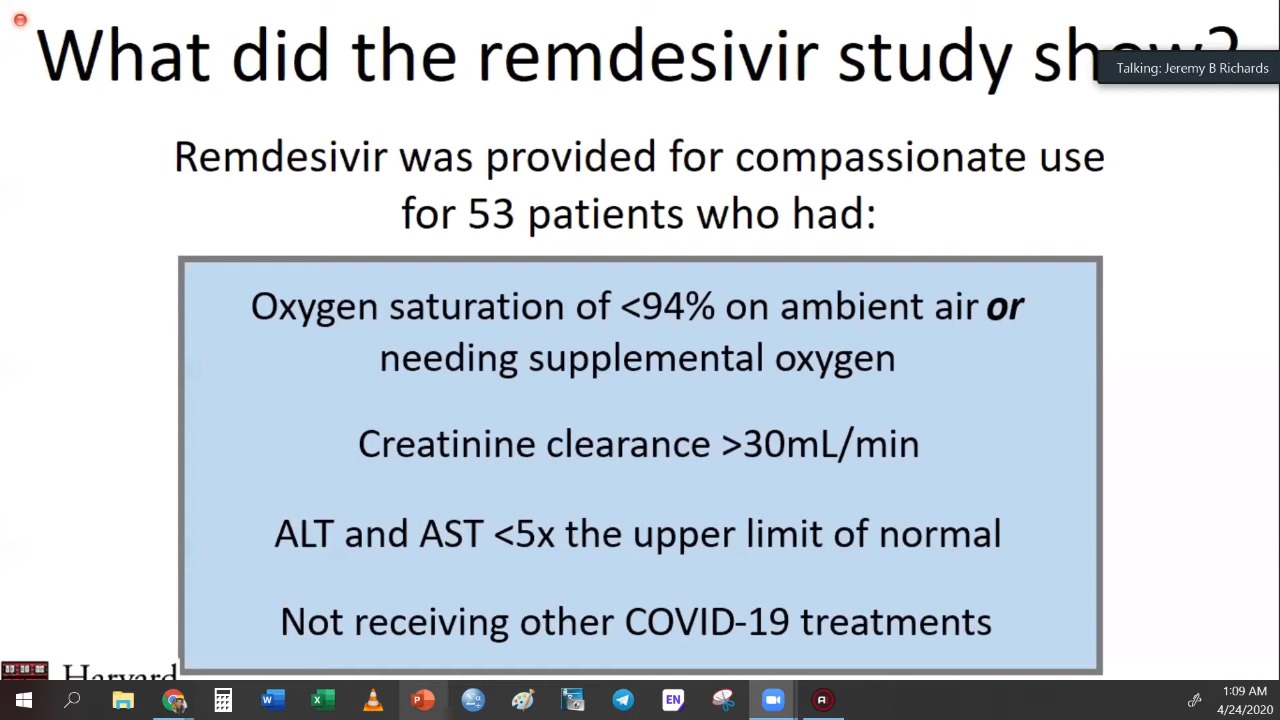 What did the remdesivir study show?
Talking: Jeremy B Richards
Remdesivir was provided for compassionate use
for 53 patients who had:
Oxygen saturation of <94% on ambient air or
needing supplemental oxygen
Creatinine clearance >30mL/min
ALT and AST <5x the upper limit of normal
Not receiving other COVID-19 treatments
Harvard
EN
1:09 AM
4/24/2020